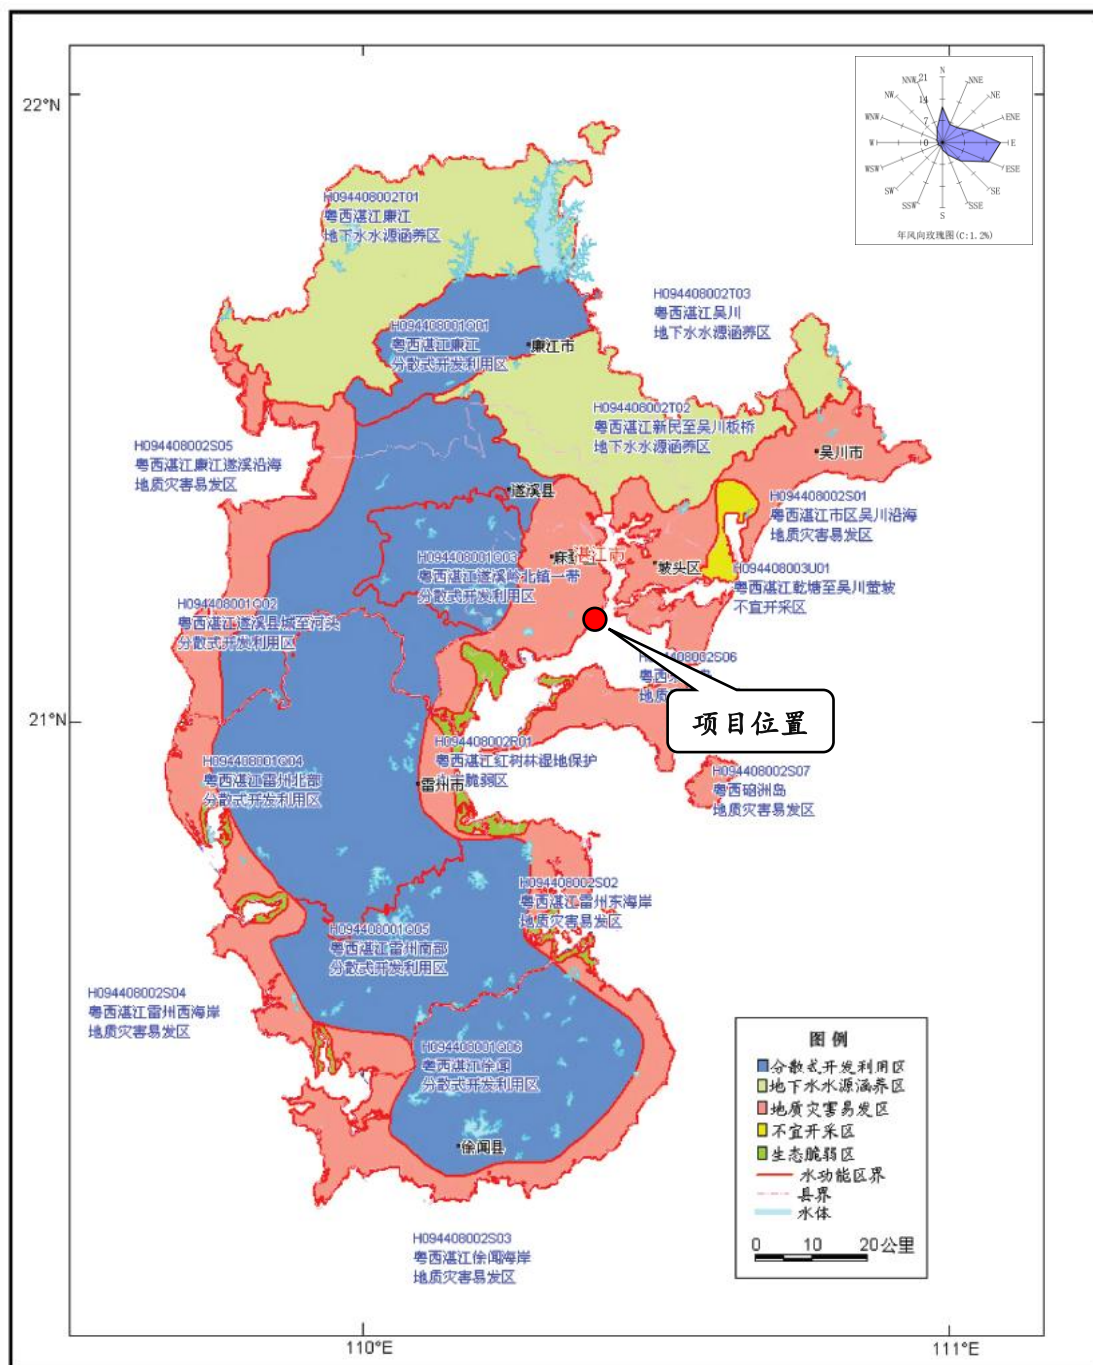 22°N
21°N
110°E
111°E
N
NNE
NE
ENE
E
ESE
SE
SSE
S
SSW
SW
WSW
W
WNW
NW
NNW
21
14
7
0
年风向玫瑰图(C:1.2%)
H094408002T01
粤西湛江廉江
地下水水源涵养区
H094408002T03
粤西湛江吴川
地下水水源涵养区
H094408001Q01
粤西湛江廉江
分散式开发利用区
廉江市
H094408002T02
粤西湛江新民至吴川板桥
地下水水源涵养区
吴川市
H094408002S05
粤西湛江廉江遂溪沿海
地质灾害易发区
遂溪县
H094408002S01
粤西湛江市区吴川沿海
地质灾害易发区
H094408001Q03
粤西湛江遂溪岭北镇一带
分散式开发利用区
麻章
湛江市
坡头区
H094408003U01
粤西湛江乾塘至吴川莹坡
不宜开采区
H094408001Q02
粤西湛江遂溪县城至河头
分散式开发利用区
H094408002S06
粤西
地质
项目位置
H094408002R01
粤西湛江红树林湿地保护
脆弱区
H094408001Q04
粤西湛江雷州北部
分散式开发利用区
雷州市
H094408002S07
粤西硇洲岛
地质灾害易发区
H094408002S02
粤西湛江雷州东海岸
地质灾害易发区
H094408001Q05
粤西湛江雷州南部
分散式开发利用区
H094408002S04
粤西湛江雷州西海岸
地质灾害易发区
H094408001Q06
粤西湛江徐闻
分散式开发利用区
徐闻县
H094408002S03
粤西湛江徐闻海岸
地质灾害易发区
图例
分散式开发利用区
地下水水源涵养区
地质灾害易发区
不宜开采区
生态脆弱区
水功能区界
县界
水体
0 10 20公里